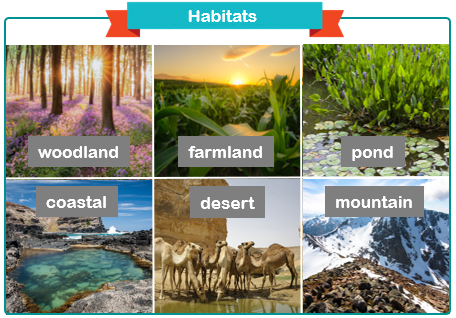 Habitats
woodland
farmland
pond
coastal
desert
mountain